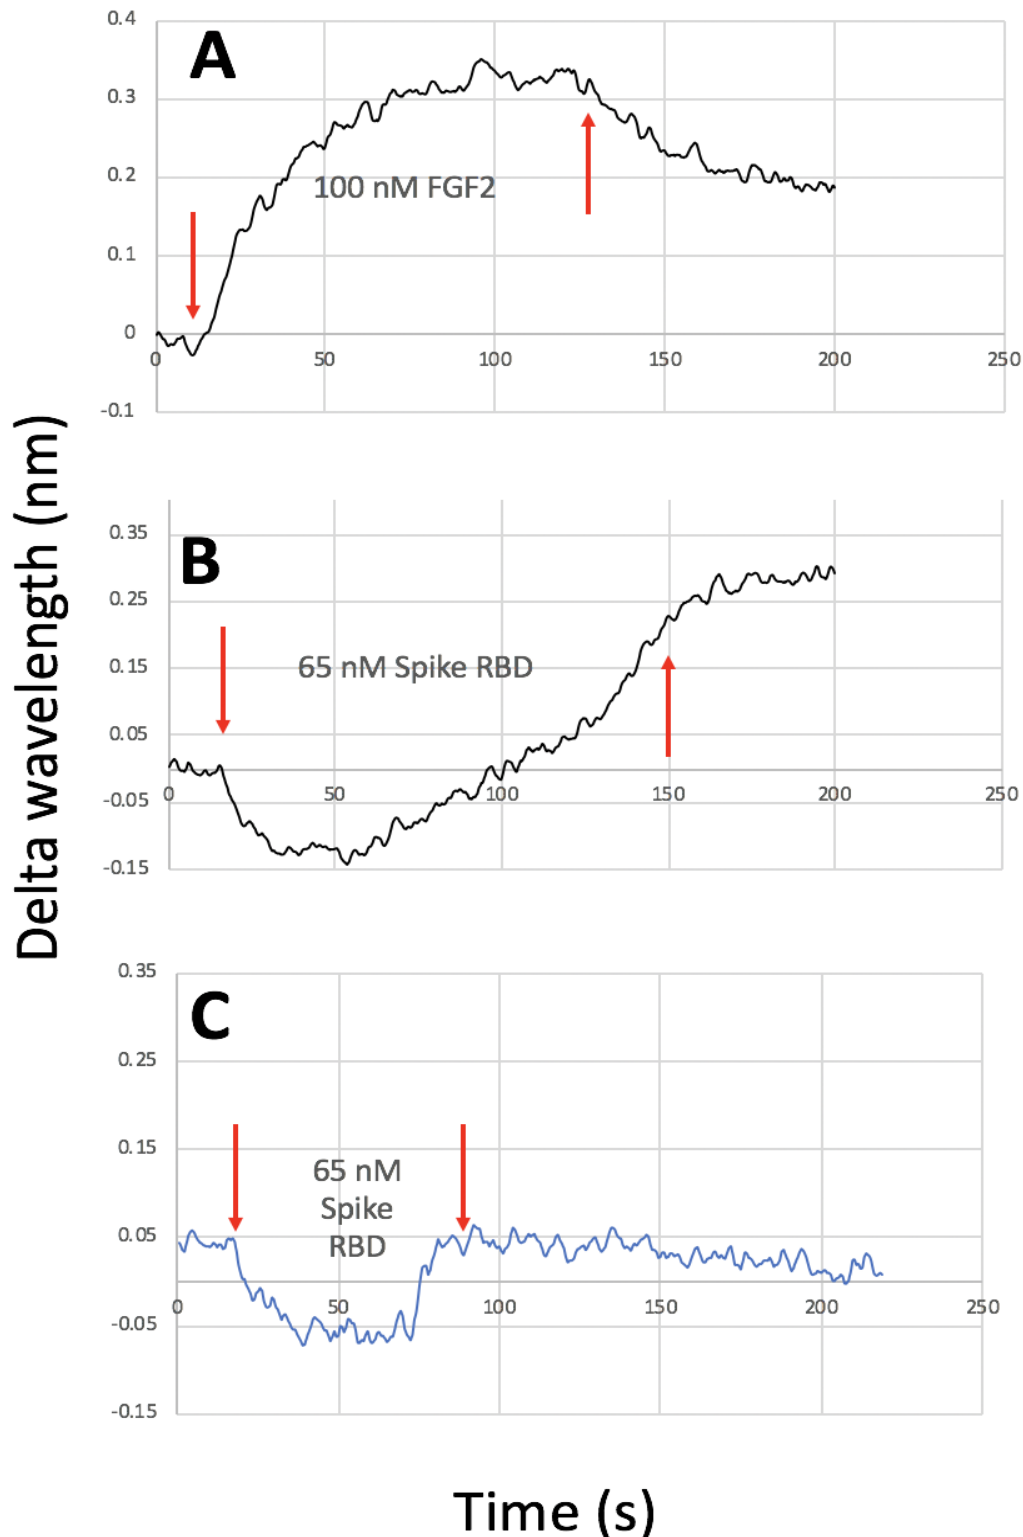 0.4
A
0.3
100 nM FGF2
0.2
0.1
0
0 50 100 150 200 250
-0.1
Delta wavelength (nm)
0.35
B
0.25
65 nM Spike RBD
0.15
0.05
0 50 100 150 200 250
-0.05
-0.15
0.35
C
0.25
0.15
65 nM
Spike
RBD
0.05
0 50 100 150 200 250
-0.05
-0.15
Time (s)